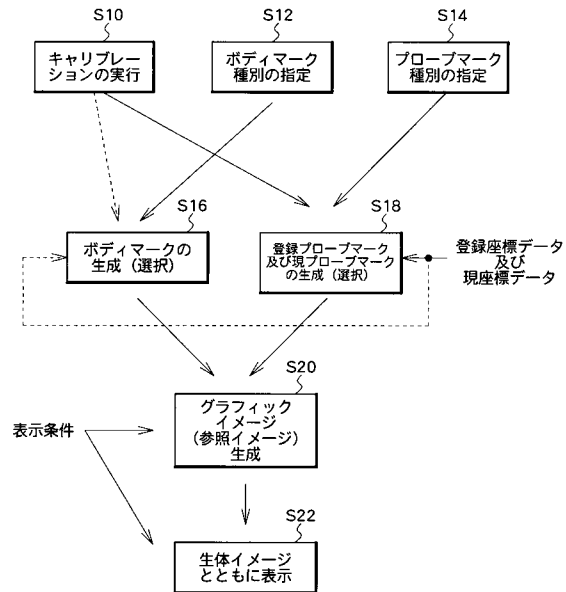 S10
キャリブレー
ションの実行
S12
ボディマーク
種別の指定
S14
プローブマーク
種別の指定
S16
ボディマークの
生成（選択）
S18
登録プローブマーク
及び現プローブマーク
の生成（選択）
登録座標データ
及び
現座標データ
S20
グラフィック
イメージ
（参照イメージ）
生成
表示条件
S22
生体イメージ
とともに表示